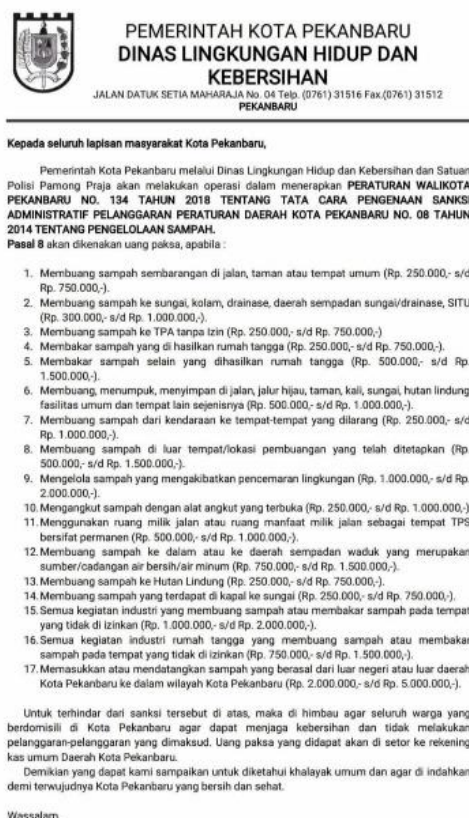 PEMERINTAH KOTA PEKANBARU
DINAS LINGKUNGAN HIDUP DAN
KEBERSIHAN
JALAN DATUK SETIA MAHARAJA No. 04 Telp. (0761) 31516 Fax.(0761) 31512
PEKANBARU
Kepada seluruh lapisan masyarakat Kota Pekanbaru,
Pemerintah Kota Pekanbaru melalui Dinas Lingkungan Hidup dan Kebersihan dan Satuan
Polisi Pamong Praja akan melakukan operasi dalam menerapkan PERATURAN WALIKOTA
PEKANBARU NO. 134 TAHUN 2018 TENTANG TATA CARA PENGENAAN SANKSI
ADMINISTRATIF PELANGGARAN PERATURAN DAERAH KOTA PEKANBARU NO. 08 TAHUN
2014 TENTANG PENGELOLAAN SAMPAH.
Pasal 8 akan dikenakan uang paksa, apabila :
1. Membuang sampah sembarangan di jalan, taman atau tempat umum (Rp. 250.000,- s/d
Rp. 750.000,-).
2. Membuang sampah ke sungai, kolam, drainase, daerah sempadan sungai/drainase, SITU
(Rp. 300.000,- s/d Rp. 1.000.000,-).
3. Membuang sampah ke TPA tanpa Izin (Rp. 250.000,- s/d Rp. 750.000,-)
4. Membakar sampah yang di hasilkan rumah tangga (Rp. 250.000,- s/d Rp. 750.000,-).
5. Membakar sampah selain yang dihasilkan rumah tangga (Rp. 500.000,- s/d Rp.
1.500.000,-).
6. Membuang, menumpuk, menyimpan di jalan, jalur hijau, taman, kali, sungai, hutan lindung,
fasilitas umum dan tempat lain sejenisnya (Rp. 500.000,- s/d Rp. 1.000.000,-).
7. Membuang sampah dari kendaraan ke tempat-tempat yang dilarang (Rp. 250.000,- s/d
Rp. 1.000.000,-).
8. Membuang sampah di luar tempat/lokasi pembuangan yang telah ditetapkan (Rp.
500.000,- s/d Rp. 1.500.000,-).
9. Mengelola sampah yang mengakibatkan pencemaran lingkungan (Rp. 1.000.000,- s/d Rp.
2.000.000,-).
10. Mengangkut sampah dengan alat angkut yang terbuka (Rp. 250.000,- s/d Rp. 1.000.000,-)
11. Menggunakan ruang milik jalan atau ruang manfaat milik jalan sebagai tempat TPS
bersifat permanen (Rp. 500.000,- s/d Rp. 1.000.000,-).
12. Membuang sampah ke dalam atau ke daerah sempadan waduk yang merupakan
sumber/cadangan air bersih/air minum (Rp. 750.000,- s/d Rp. 1.500.000,-).
13. Membuang sampah ke Hutan Lindung (Rp. 250.000,- s/d Rp. 750.000,-).
14. Membuang sampah yang terdapat di kapal ke sungai (Rp. 250.000,- s/d Rp. 750.000,-).
15. Semua kegiatan industri yang membuang sampah atau membakar sampah pada tempat
yang tidak di izinkan (Rp. 1.000.000,- s/d Rp. 2.000.000,-).
16. Semua kegiatan industri rumah tangga yang membuang sampah atau membakar
sampah pada tempat yang tidak di izinkan (Rp. 750.000,- s/d Rp. 1.500.000,-).
17. Memasukkan atau mendatangkan sampah yang berasal dari luar negeri atau luar daerah
Kota Pekanbaru ke dalam wilayah Kota Pekanbaru (Rp. 2.000.000,- s/d Rp. 5.000.000,-).
Untuk terhindar dari sanksi tersebut di atas, maka di himbau agar seluruh warga yang
berdomisili di Kota Pekanbaru agar dapat menjaga kebersihan dan tidak melakukan
pelanggaran-pelanggaran yang dimaksud. Uang paksa yang didapat akan di setor ke rekening
kas umum Daerah Kota Pekanbaru.
Demikian yang dapat kami sampaikan untuk diketahui khalayak umum dan agar di indahkan
demi terwujudnya Kota Pekanbaru yang bersih dan sehat.
Wassalam